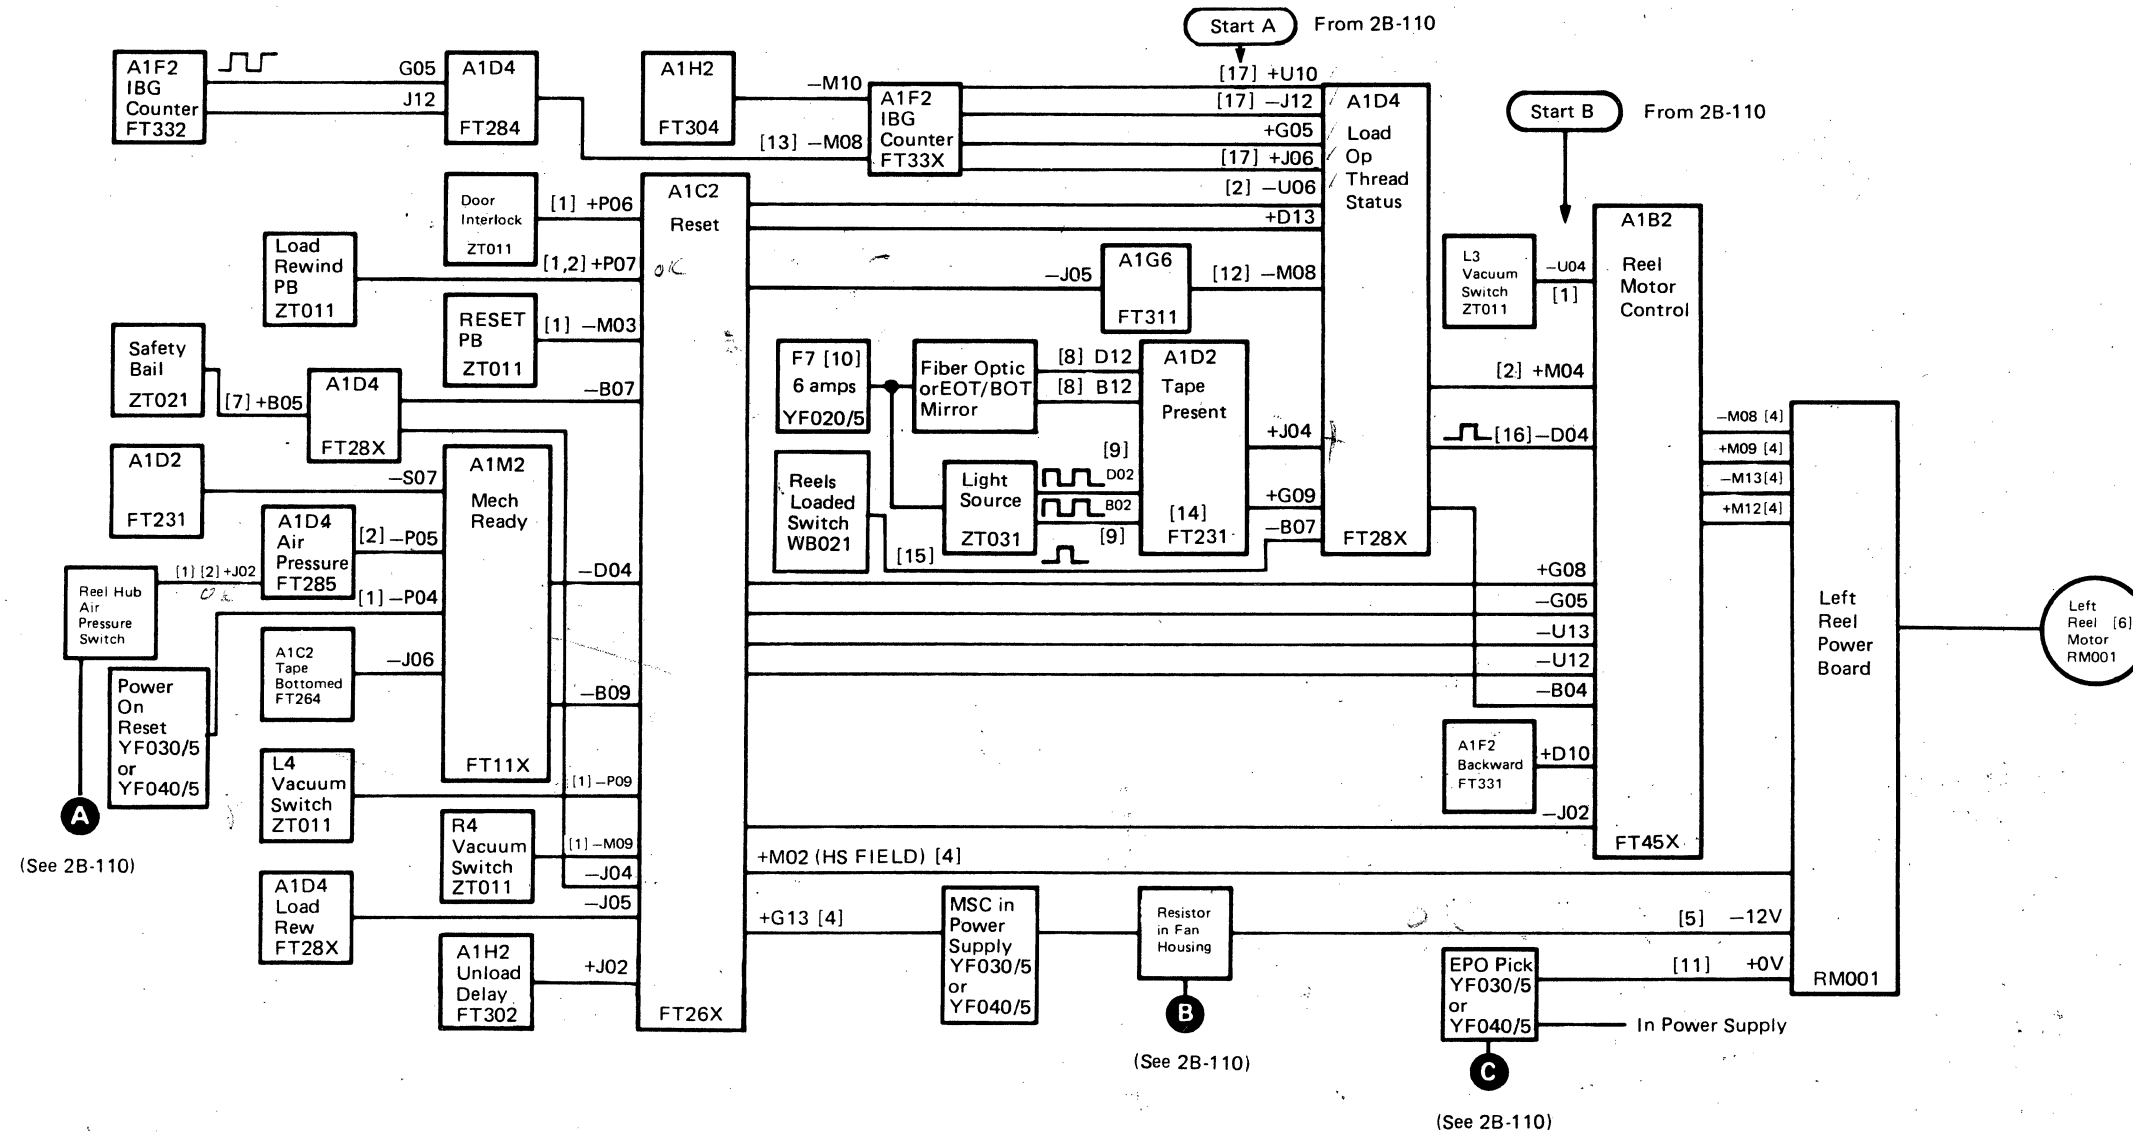 Start A
From 2B-110
A1F2
IBG
Counter
FT332
G05
J12
A1D4
FT284
A1H2
FT304
—M10
[13] —M08
A1F2
IBG
Counter
FT33X
[17] +U10
[17] —J12
+G05
[17] +J06
[2] —U06
+D13
A1D4
Load
Op
Thread
Status
FT28X
Start B
From 2B-110
Door
Interlock
ZT011
[1] +P06
A1C2
Reset
OK
FT26X
Load
Rewind
PB
ZT011
[1,2] +P07
RESET
PB
ZT011
[1] —M03
—J05
A1G6
FT311
[12] —M08
L3
Vacuum
Switch
ZT011
—U04
[1]
A1B2
Reel
Motor
Control
FT45X
Safety
Bail
ZT021
[7] +B05
A1D4
FT28X
—B07
F7 [10]
6 amps
YF020/5
Fiber Optic
orEOT/BOT
Mirror
[8] D12
[8] B12
A1D2
Tape
Present
[14]
FT231
[2] +M04
[16]—D04
+J04
+G09
—B07
A1D2
FT231
—S07
A1M2
Mech
Ready
FT11X
Reels
Loaded
Switch
WB021
[15]
Light
Source
ZT031
[9]
D02
B02
[9]
—M08 [4]
+M09 [4]
—M13[4]
+M12[4]
Left
Reel
Power
Board
RM001
Left
Reel [6]
Motor
RM001
A1D4
Air
Pressure
FT285
[2] —P05
Reel Hub
Air
Pressure
Switch
[1] [2] +J02
OK
[1] —P04
—D04
+G08
—G05
—U13
—U12
—B04
A1C2
Tape
Bottomed
FT264
—J06
—B09
Power
On
Reset
YF030/5
or
YF040/5
A
(See 2B-110)
L4
Vacuum
Switch
ZT011
[1] —P09
A1F2
Backward
FT331
+D10
—J02
R4
Vacuum
Switch
ZT011
[1] —M09
—J04
—J05
+M02 (HS FIELD) [4]
A1D4
Load
Rew
FT28X
A1H2
Unload
Delay
FT302
+J02
+G13 [4]
MSC in
Power
Supply
YF030/5
or
YF040/5
Resistor
in Fan
Housing
B
(See 2B-110)
[5] —12V
EPO Pick
YF030/5
or
YF040/5
[11] +0V
In Power Supply
C
(See 2B-110)